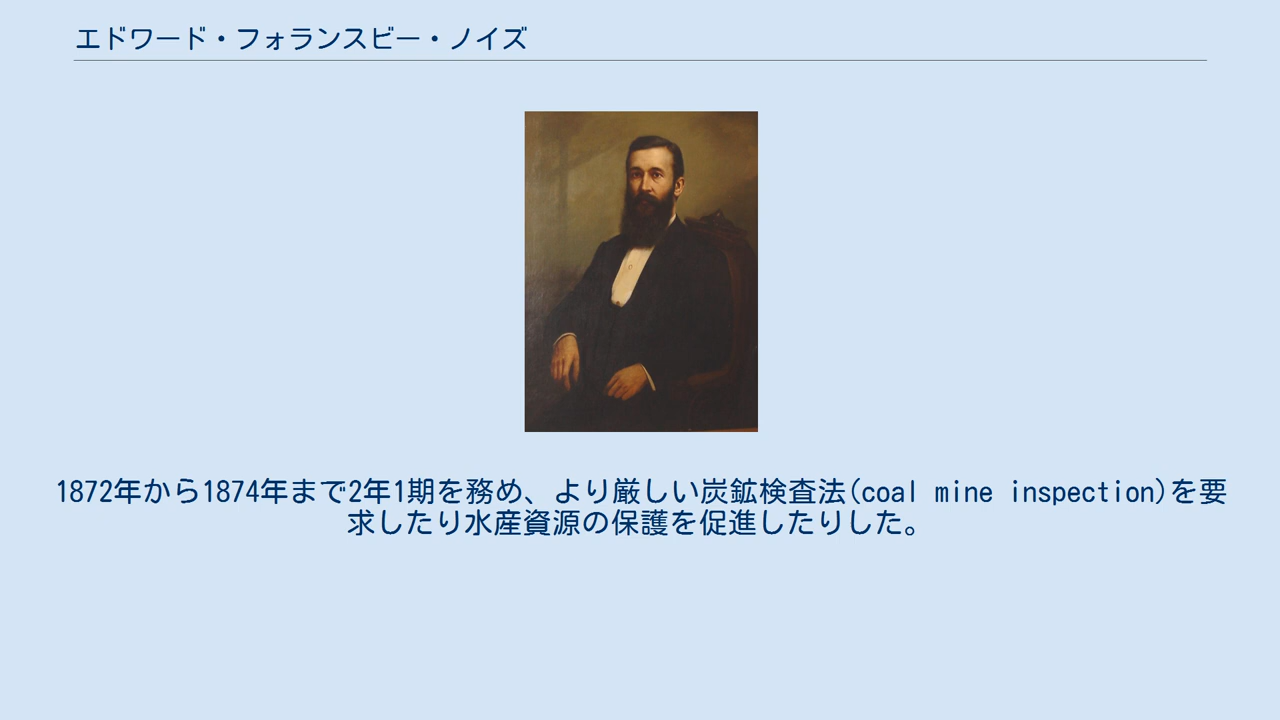 エドワード・フォランスビー・ノイズ
1872年から1874年まで2年1期を務め、より厳しい炭鉱検査法(coal mine inspection)を要
求したり水産資源の保護を促進したりした。